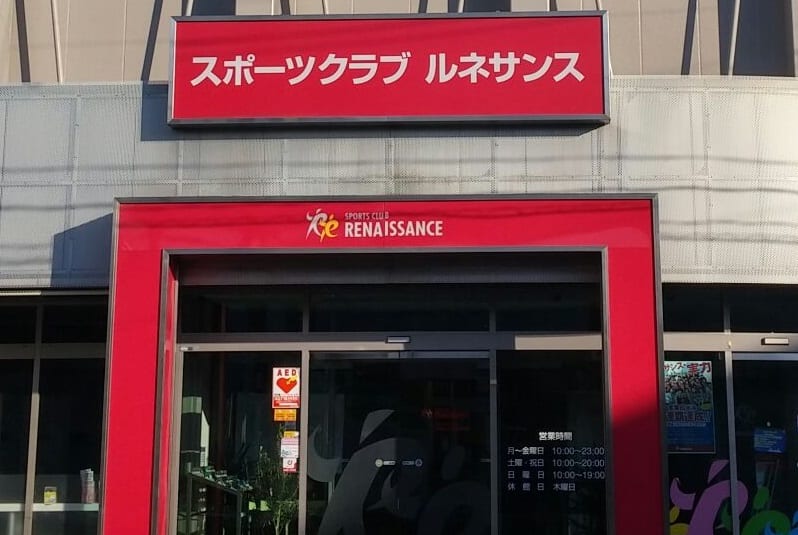 スポーツクラブ ルネサンス
SPORTS CLUB
RENAISSANCE
AED
営業時間
月～金曜日 10:00～23:00
土曜・祝日 10:00～20:00
日曜日 10:00～19:00
休館日 木曜日